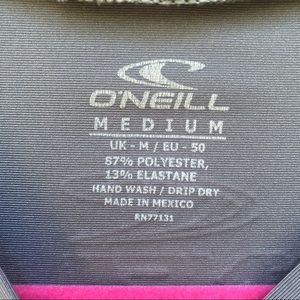 O'NEILL
MEDIUM
UK - M / EU - 50
87% POLYESTER,
13% ELASTANE
HAND WASH / DRIP DRY
MADE IN MEXICO
RN77131